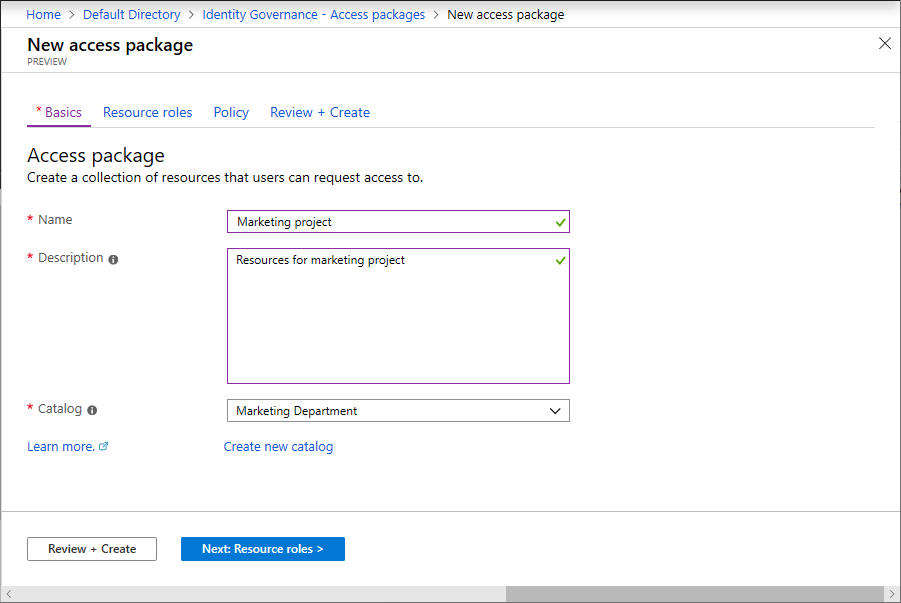 Home > Default Directory > Identity Governance - Access packages > New access package
New access package
PREVIEW
* Basics Resource roles Policy Review + Create
Access package
Create a collection of resources that users can request access to.
* Name Marketing project
* Description Resources for marketing project
* Catalog Marketing Department
Learn more. Create new catalog
Review + Create Next: Resource roles >